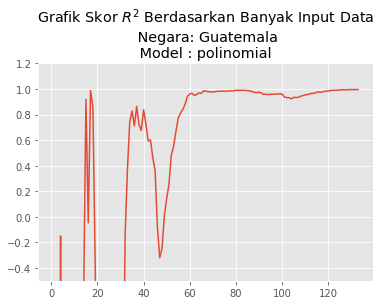 Grafik Skor $R^2$ Berdasarkan Banyak Input Data
Negara: Guatemala
Model : polinomial
1.2
1.0
0.8
0.6
0.4
0.2
0.0
−0.2
−0.4
0 20 40 60 80 100 120